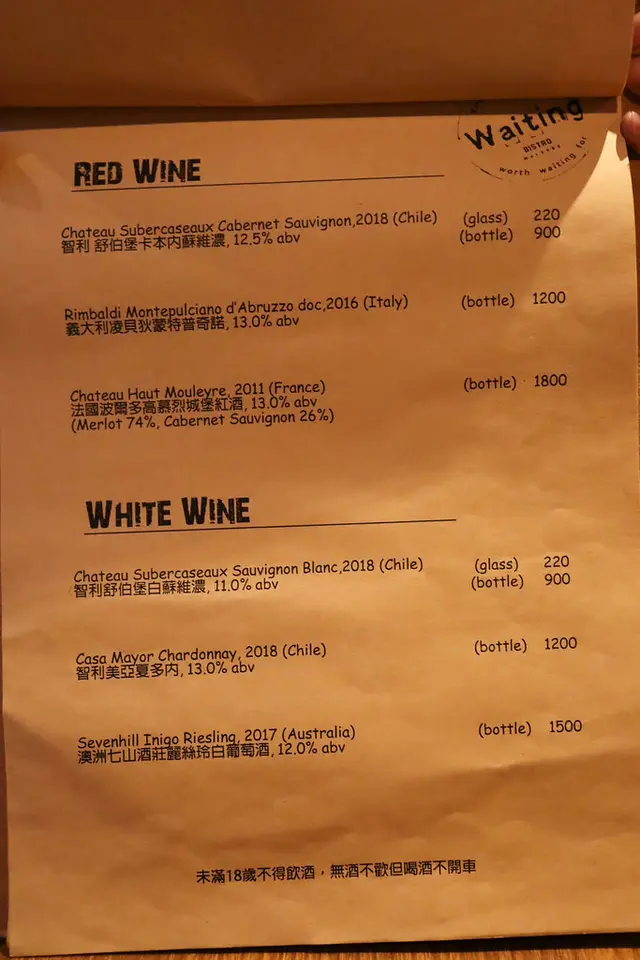 Waiting
BISTRO
worth waiting for
RED WINE
Chateau Subercaseaux Cabernet Sauvignon,2018 (Chile) (glass) 220
智利 舒伯堡卡本內蘇維濃, 12.5% abv (bottle) 900
Rimbaldi Montepulciano d'Abruzzo doc,2016 (Italy) (bottle) 1200
義大利凌貝狄蒙特普奇諾, 13.0% abv
Chateau Haut Mouleyre, 2011 (France) (bottle) 1800
法國波爾多高慕烈城堡紅酒, 13.0% abv
(Merlot 74%, Cabernet Sauvignon 26%)
WHITE WINE
Chateau Subercaseaux Sauvignon Blanc,2018 (Chile) (glass) 220
智利舒伯堡白蘇維濃, 11.0% abv (bottle) 900
Casa Mayor Chardonnay, 2018 (Chile) (bottle) 1200
智利美亞夏多內, 13.0% abv
Sevenhill Inigo Riesling, 2017 (Australia) (bottle) 1500
澳洲七山酒莊麗絲玲白葡萄酒, 12.0% abv
未滿18歲不得飲酒，無酒不歡但喝酒不開車